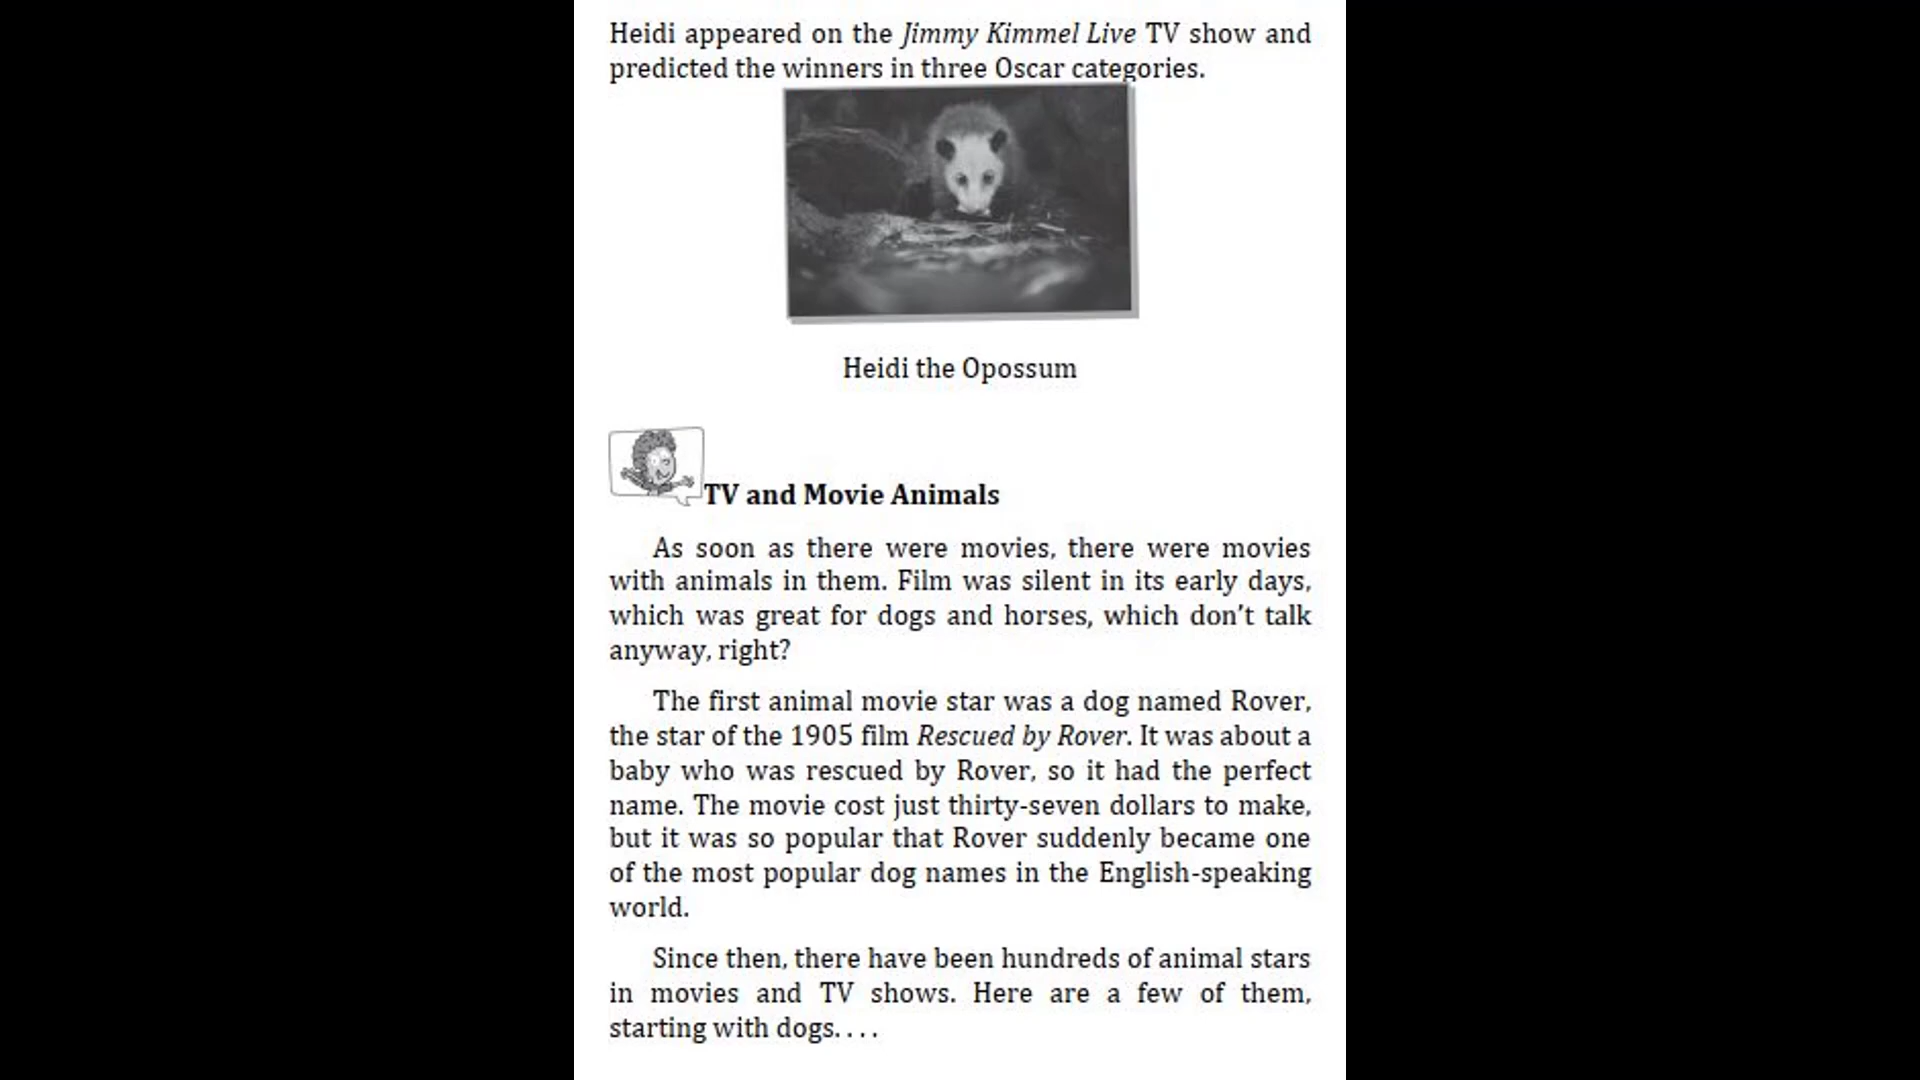 Heidi appeared on the Jimmy Kimmel Live TV show and
predicted the winners in three Oscar categories.
Heidi the Opossum
TV and Movie Animals
As soon as there were movies, there were movies
with animals in them. Film was silent in its early days,
which was great for dogs and horses, which don't talk
anyway, right?
The first animal movie star was a dog named Rover,
the star of the 1905 film Rescued by Rover. It was about a
baby who was rescued by Rover, so it had the perfect
name. The movie cost just thirty-seven dollars to make,
but it was so popular that Rover suddenly became one
of the most popular dog names in the English-speaking
world.
Since then, there have been hundreds of animal stars
in movies and TV shows. Here are a few of them,
starting with dogs. . . .